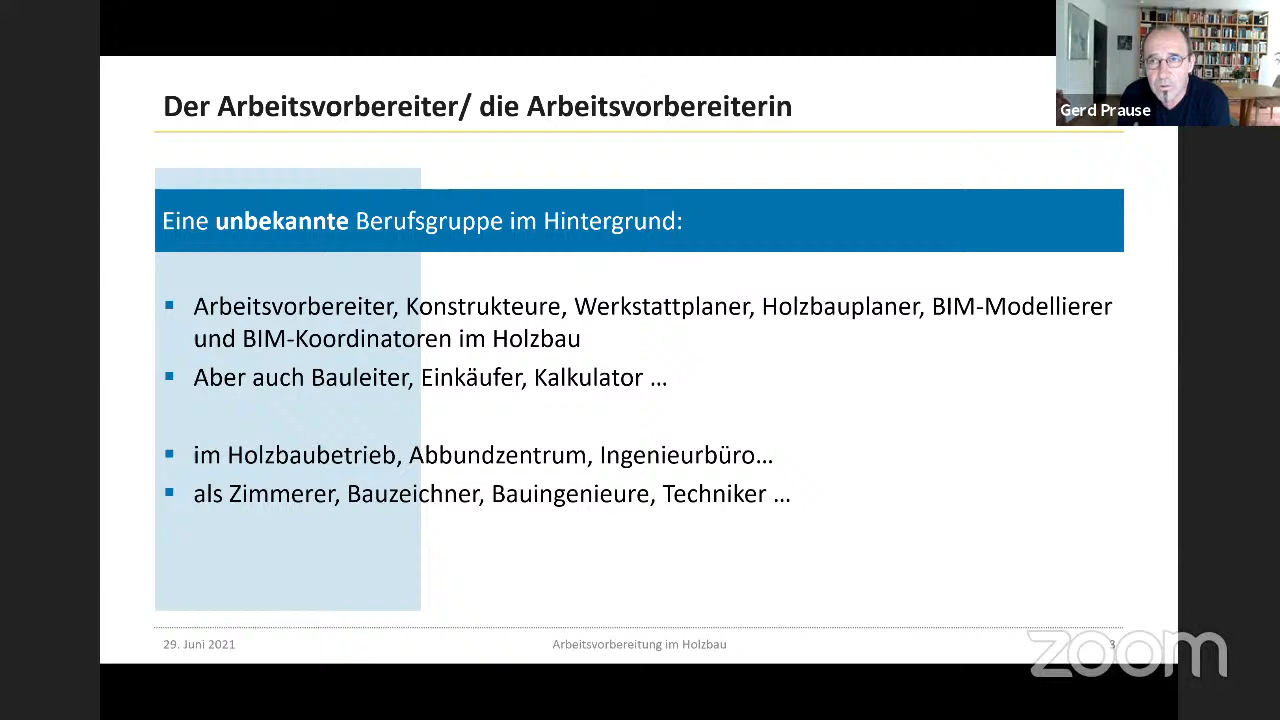 Der Arbeitsvorbereiter/ die Arbeitsvorbereiterin
Gerd Prause
Eine unbekannte Berufsgruppe im Hintergrund:
▪ Arbeitsvorbereiter, Konstrukteure, Werkstattplaner, Holzbauplaner, BIM-Modellierer
und BIM-Koordinatoren im Holzbau
▪ Aber auch Bauleiter, Einkäufer, Kalkulator …
▪ im Holzbaubetrieb, Abbundzentrum, Ingenieurbüro…
▪ als Zimmerer, Bauzeichner, Bauingenieure, Techniker …
29. Juni 2021
Arbeitsvorbereitung im Holzbau
3
zoom